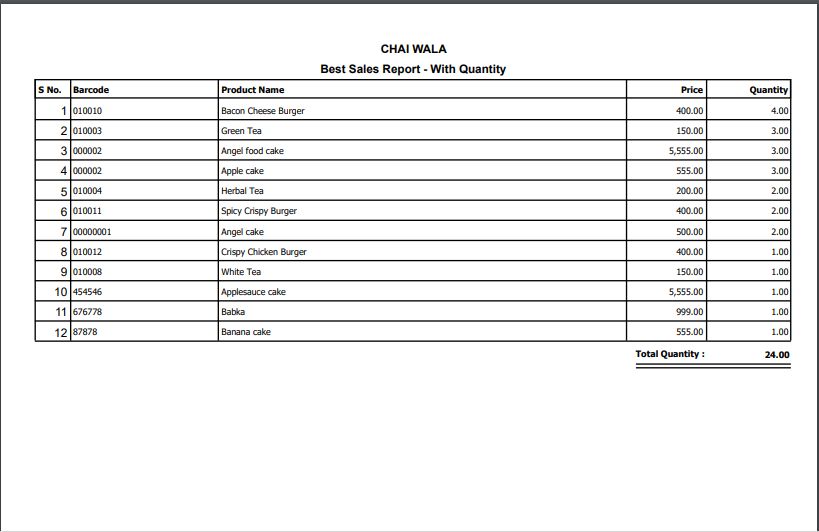 CHAI WALA
Best Sales Report - With Quantity
S No. Barcode Product Name Price Quantity
1 010010 Bacon Cheese Burger 400.00 4.00
2 010003 Green Tea 150.00 3.00
3 000002 Angel food cake 5,555.00 3.00
4 000002 Apple cake 555.00 3.00
5 010004 Herbal Tea 200.00 2.00
6 010011 Spicy Crispy Burger 400.00 2.00
7 00000001 Angel cake 500.00 2.00
8 010012 Crispy Chicken Burger 400.00 1.00
9 010008 White Tea 150.00 1.00
10 454546 Applesauce cake 5,555.00 1.00
11 676778 Babka 999.00 1.00
12 87878 Banana cake 555.00 1.00
Total Quantity : 24.00